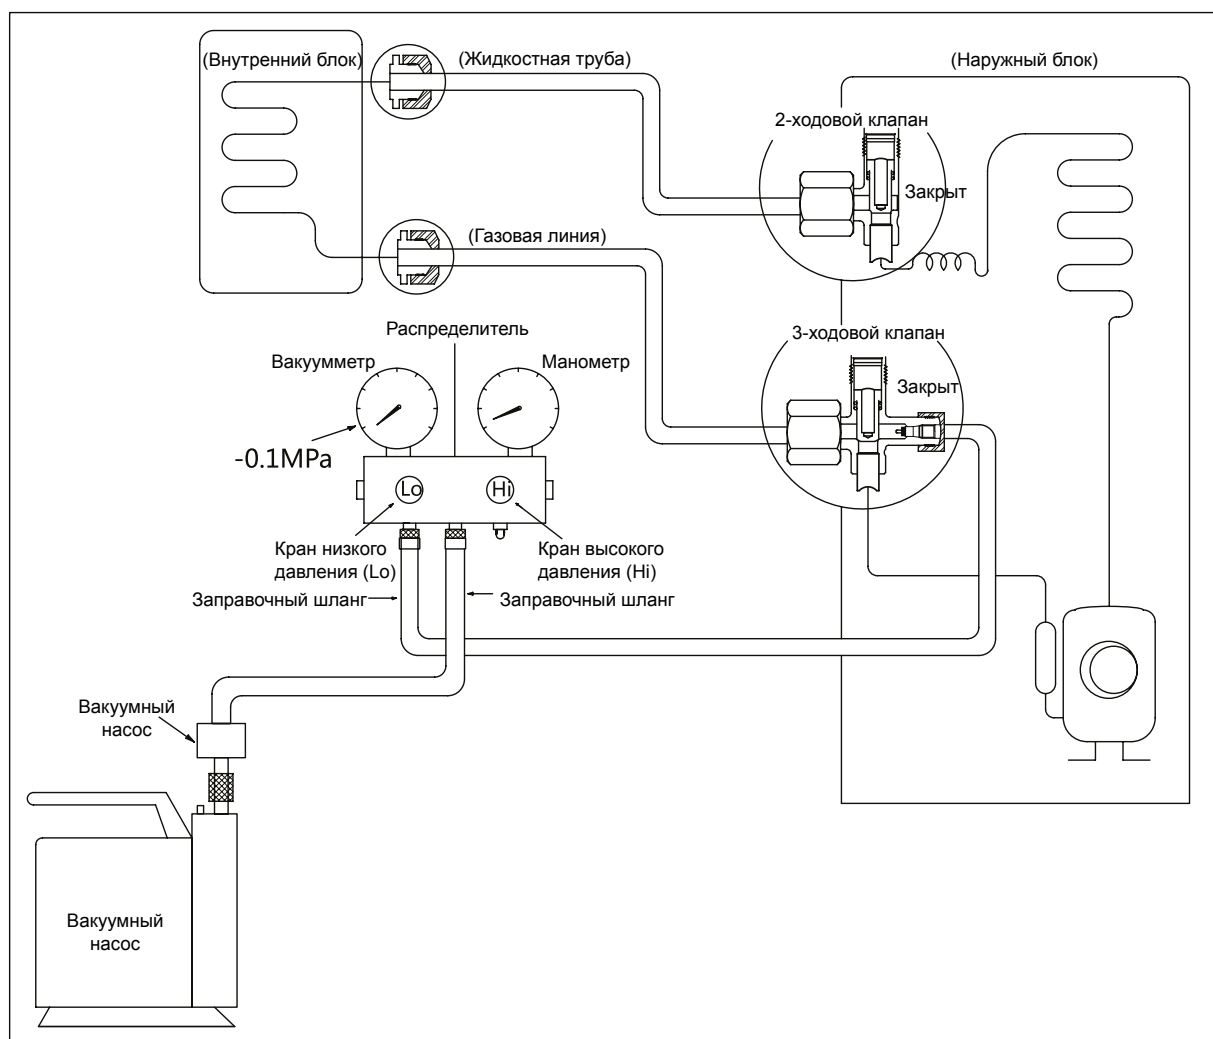 (Внутренний блок)
(Жидкостная труба)
(Наружный блок)
2-ходовой клапан
Закрыт
(Газовая линия)
Распределитель
3-ходовой клапан
Вакуумметр
Манометр
Закрыт
-0.1MPa
Lo
Hi
Кран низкого
давления (Lo)
Кран высокого
давления (Hi)
Заправочный шланг
Заправочный шланг
Вакуумный
насос
Вакуумный
насос